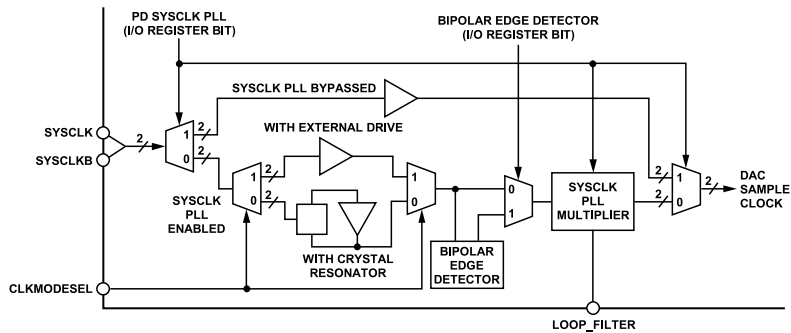 PD SYSCLK PLL
(I/O REGISTER BIT)
BIPOLAR EDGE DETECTOR
(I/O REGISTER BIT)
SYSCLK PLL BYPASSED
2
SYSCLK
SYSCLKB
2
1
0
2
WITH EXTERNAL DRIVE
SYSCLK
PLL
ENABLED
1
0
2
2
WITH CRYSTAL
RESONATOR
1
0
BIPOLAR
EDGE
DETECTOR
0
1
SYSCLK
PLL
MULTIPLIER
2
2
1
0
2
DAC
SAMPLE
CLOCK
CLKMODESEL
LOOP_FILTER